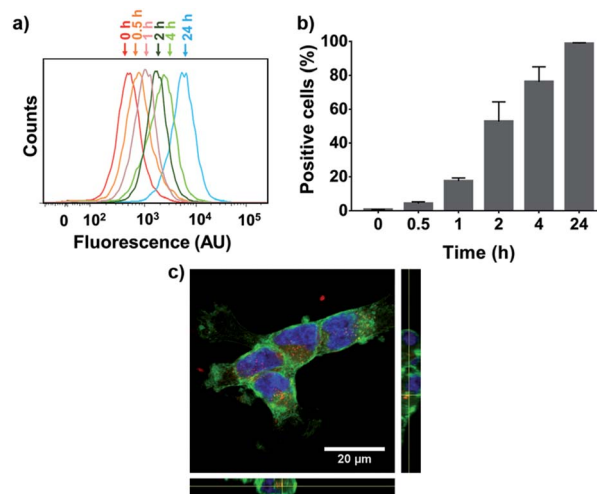 a)
0 h
0.5 h
1 h
2 h
4 h
24 h
Counts
0 10² 10³ 10⁴ 10⁵
Fluorescence (AU)
b)
Positive cells (%)
100
80
60
40
20
0
0 0.5 1 2 4 24
Time (h)
c)
20 µm